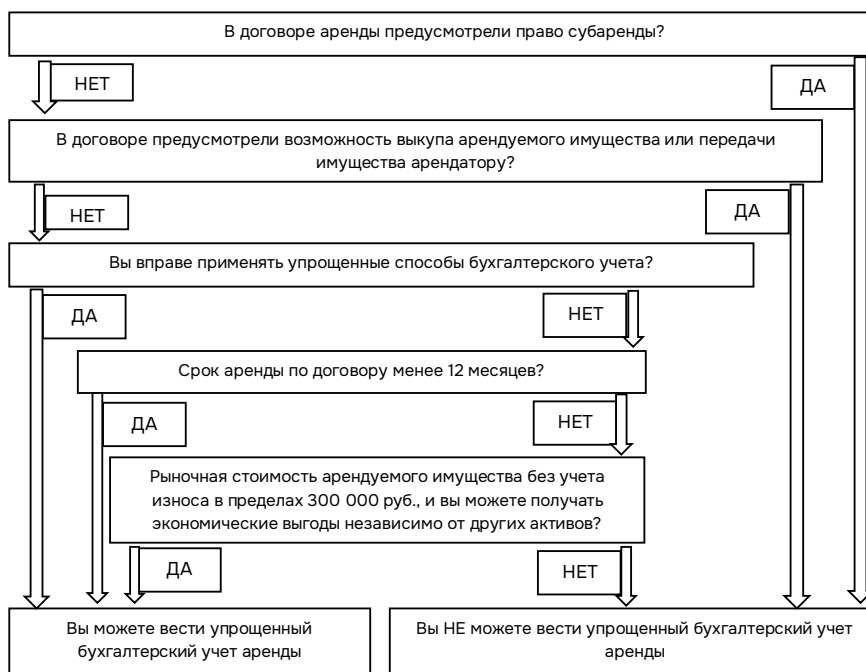 В договоре аренды предусмотрели право субаренды?
НЕТ
ДА
В договоре предусмотрели возможность выкупа арендуемого имущества или передачи
имущества арендатору?
НЕТ
ДА
Вы вправе применять упрощенные способы бухгалтерского учета?
ДА
НЕТ
Срок аренды по договору менее 12 месяцев?
ДА
НЕТ
Рыночная стоимость арендуемого имущества без учета
износа в пределах 300 000 руб., и вы можете получать
экономические выгоды независимо от других активов?
ДА
НЕТ
Вы можете вести упрощенный
бухгалтерский учет аренды
Вы НЕ можете вести упрощенный бухгалтерский учет
аренды